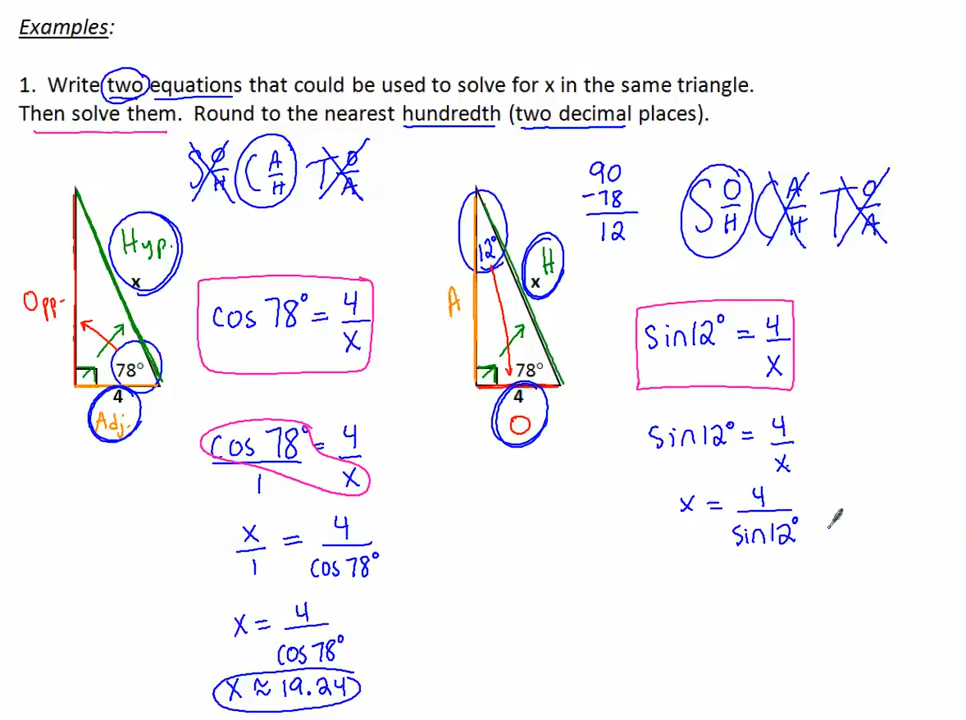 Examples:
1. Write two equations that could be used to solve for x in the same triangle.
Then solve them. Round to the nearest hundredth (two decimal places).
S O/H C A/H T O/A
Hyp.
x
Opp.
78°
4
Adj.
cos 78° = 4/x
cos 78°/1 = 4/x
x/1 = 4/cos 78°
x = 4/cos 78°
x ≈ 19.24
90
-78
12
12°
H
x
A
78°
4
O
S O/H C A/H T O/A
sin 12° = 4/x
sin 12° = 4/x
x = 4/sin 12°